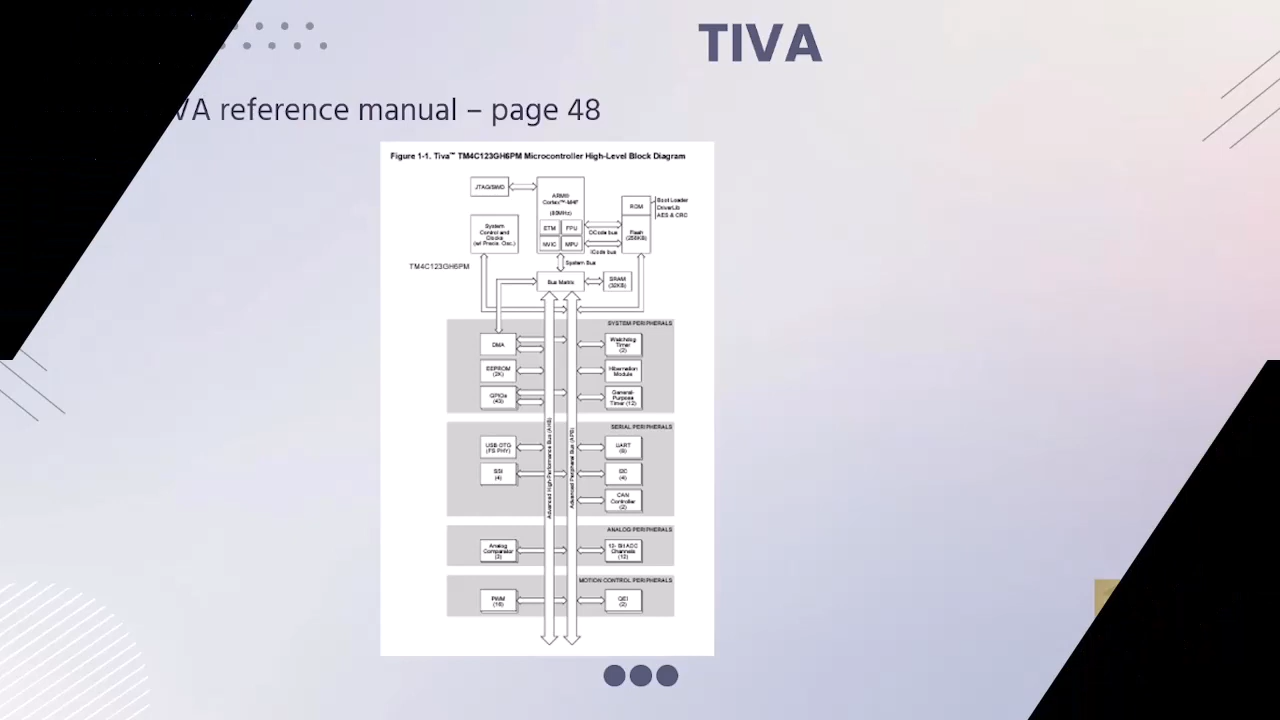 TIVA
VA reference manual – page 48
Figure 1-1. Tiva™ TM4C123GH6PM Microcontroller High-Level Block Diagram
JTAG/SWD
ARM®
Cortex™-M4F
(80MHz)
ETM
FPU
NVIC
MPU
ROM
Boot Loader
DriverLib
AES & CRC
Flash
(256KB)
DCode bus
ICode bus
System
Control and
Clocks
(w/ Precis. Osc.)
System Bus
TM4C123GH6PM
Bus Matrix
SRAM
(32KB)
SYSTEM PERIPHERALS
DMA
Watchdog
Timer
(2)
EEPROM
(2K)
Hibernation
Module
GPIOs
(43)
General-
Purpose
Timer (12)
Advanced High-Performance Bus (AHB)
Advanced Peripheral Bus (APB)
SERIAL PERIPHERALS
USB OTG
(FS PHY)
UART
(8)
SSI
(4)
I2C
(4)
CAN
Controller
(2)
ANALOG PERIPHERALS
Analog
Comparator
(2)
12- Bit ADC
Channels
(12)
MOTION CONTROL PERIPHERALS
PWM
(16)
QEI
(2)